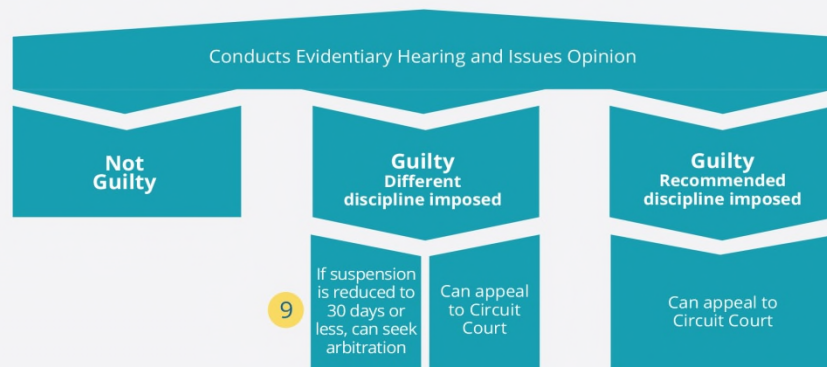 Conducts Evidentiary Hearing and Issues Opinion
Not
Guilty
Guilty
Different
discipline imposed
Guilty
Recommended
discipline imposed
9
If suspension
is reduced to
30 days or
less, can seek
arbitration
Can appeal
to Circuit
Court
Can appeal to
Circuit Court